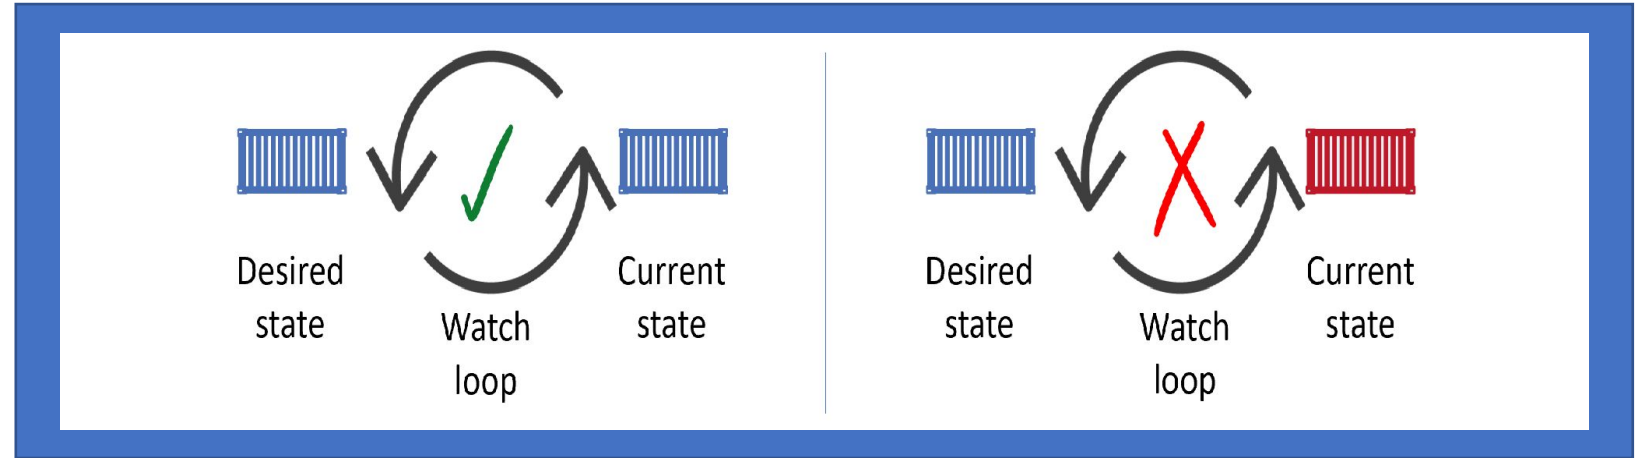 Desired
state
Watch
loop
Current
state
Desired
state
Watch
loop
Current
state